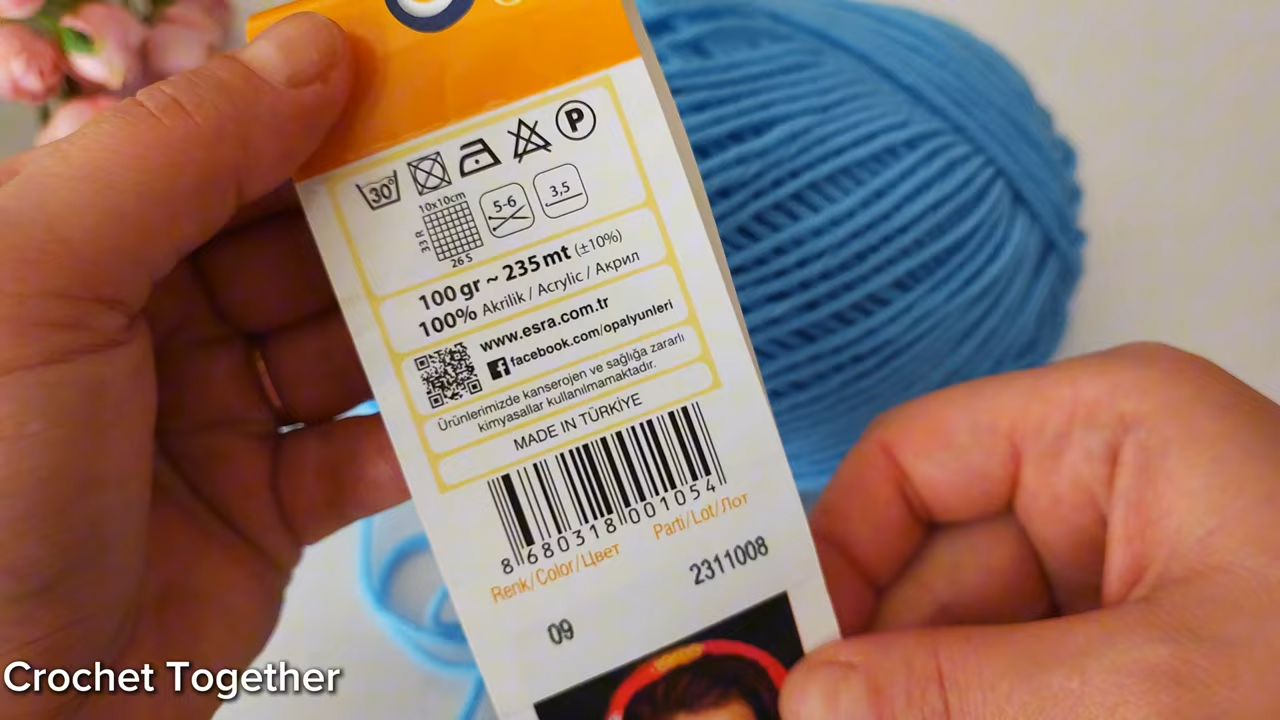 30°
P
10x10cm
33 R
26 S
5-6
3,5
100 gr ~ 235 mt (±10%)
100% Akrilik / Acrylic / Акрил
www.esra.com.tr
facebook.com/opalyunleri
Ürünlerimizde kanserojen ve sağlığa zararlı
kimyasallar kullanılmamaktadır.
MADE IN TÜRKİYE
8 680318 001054
Renk/Color/Цвет Parti/Lot/Лот
09 2311008
Crochet Together